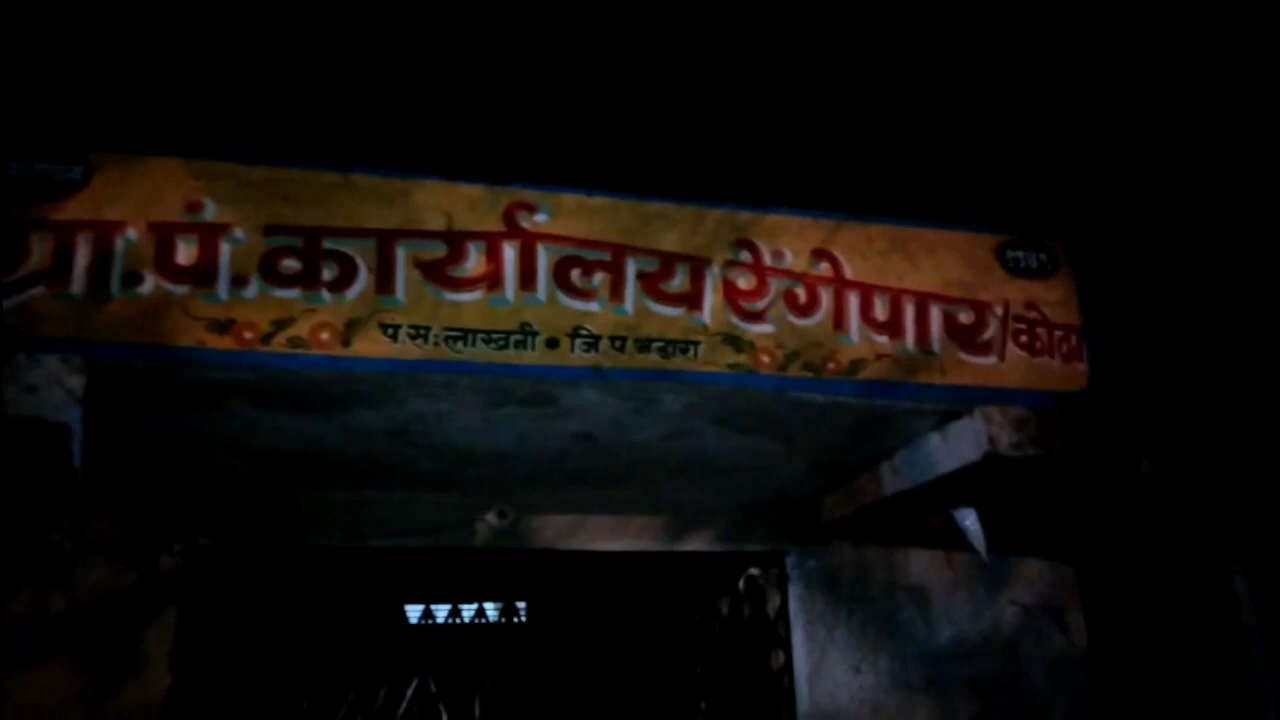 ग्रा.पं.कार्यालय रेंगेपार/कोठा
पं स:लाखनी • जि प भंडारा